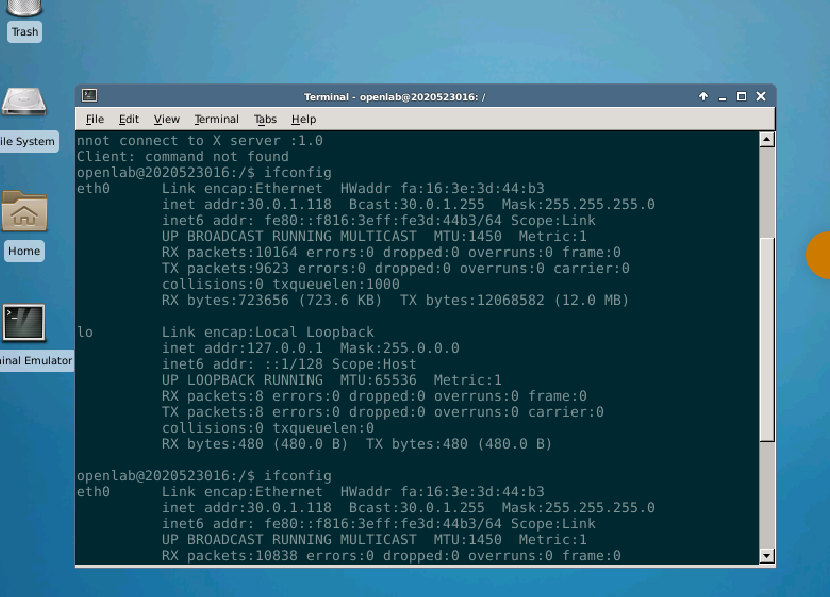 Trash
File System
Home
Terminal Emulator
Terminal - openlab@2020523016: /
File Edit View Terminal Tabs Help
nnot connect to X server :1.0
Client: command not found
openlab@2020523016:/$ ifconfig
eth0      Link encap:Ethernet  HWaddr fa:16:3e:3d:44:b3
          inet addr:30.0.1.118  Bcast:30.0.1.255  Mask:255.255.255.0
          inet6 addr: fe80::f816:3eff:fe3d:44b3/64 Scope:Link
          UP BROADCAST RUNNING MULTICAST  MTU:1450  Metric:1
          RX packets:10164 errors:0 dropped:0 overruns:0 frame:0
          TX packets:9623 errors:0 dropped:0 overruns:0 carrier:0
          collisions:0 txqueuelen:1000
          RX bytes:723656 (723.6 KB)  TX bytes:12068582 (12.0 MB)
lo        Link encap:Local Loopback
          inet addr:127.0.0.1  Mask:255.0.0.0
          inet6 addr: ::1/128 Scope:Host
          UP LOOPBACK RUNNING  MTU:65536  Metric:1
          RX packets:8 errors:0 dropped:0 overruns:0 frame:0
          TX packets:8 errors:0 dropped:0 overruns:0 carrier:0
          collisions:0 txqueuelen:0
          RX bytes:480 (480.0 B)  TX bytes:480 (480.0 B)
openlab@2020523016:/$ ifconfig
eth0      Link encap:Ethernet  HWaddr fa:16:3e:3d:44:b3
          inet addr:30.0.1.118  Bcast:30.0.1.255  Mask:255.255.255.0
          inet6 addr: fe80::f816:3eff:fe3d:44b3/64 Scope:Link
          UP BROADCAST RUNNING MULTICAST  MTU:1450  Metric:1
          RX packets:10838 errors:0 dropped:0 overruns:0 frame:0